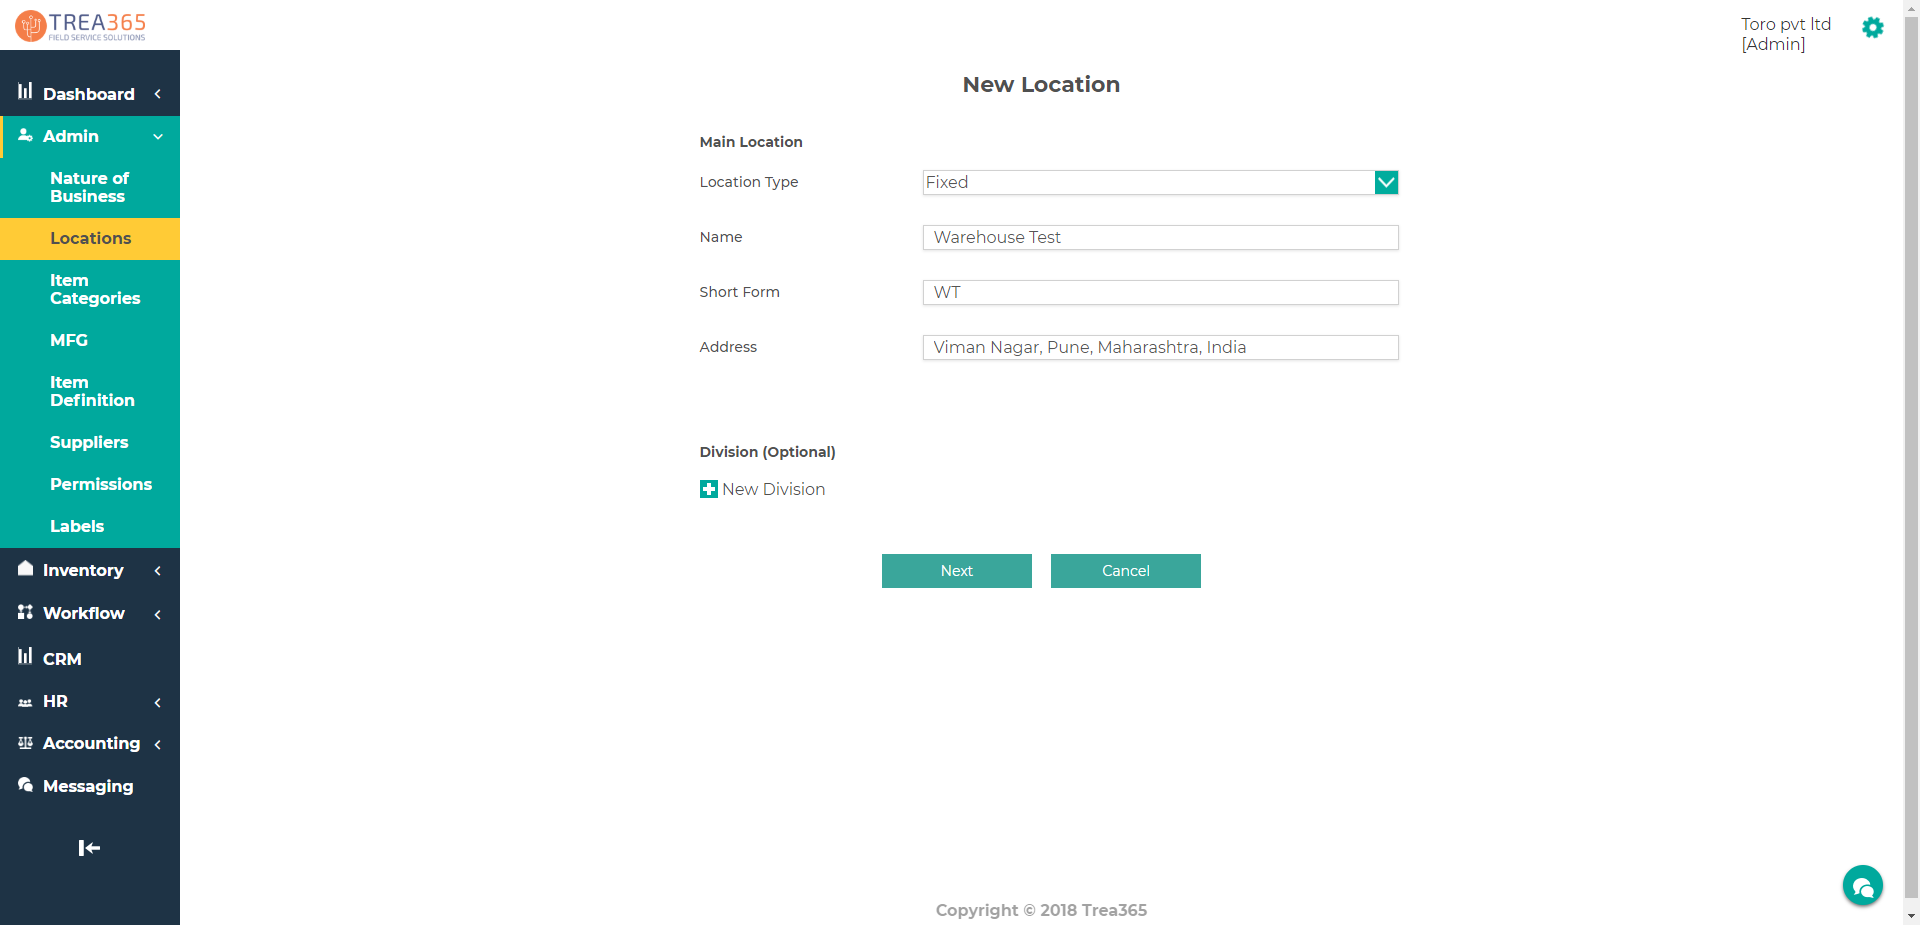 TREA365
FIELD SERVICE SOLUTIONS
Toro pvt ltd
[Admin]
Dashboard
Admin
Nature of
Business
Locations
Item
Categories
MFG
Item
Definition
Suppliers
Permissions
Labels
Inventory
Workflow
CRM
HR
Accounting
Messaging
New Location
Main Location
Location Type
Fixed
Name
Warehouse Test
Short Form
WT
Address
Viman Nagar, Pune, Maharashtra, India
Division (Optional)
New Division
Next
Cancel
Copyright © 2018 Trea365